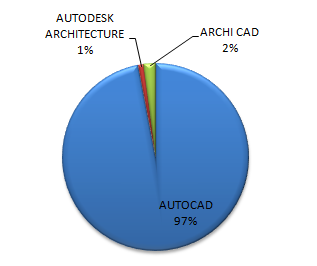 AUTODESK
ARCHITECTURE
1%
ARCHI CAD
2%
AUTOCAD
97%